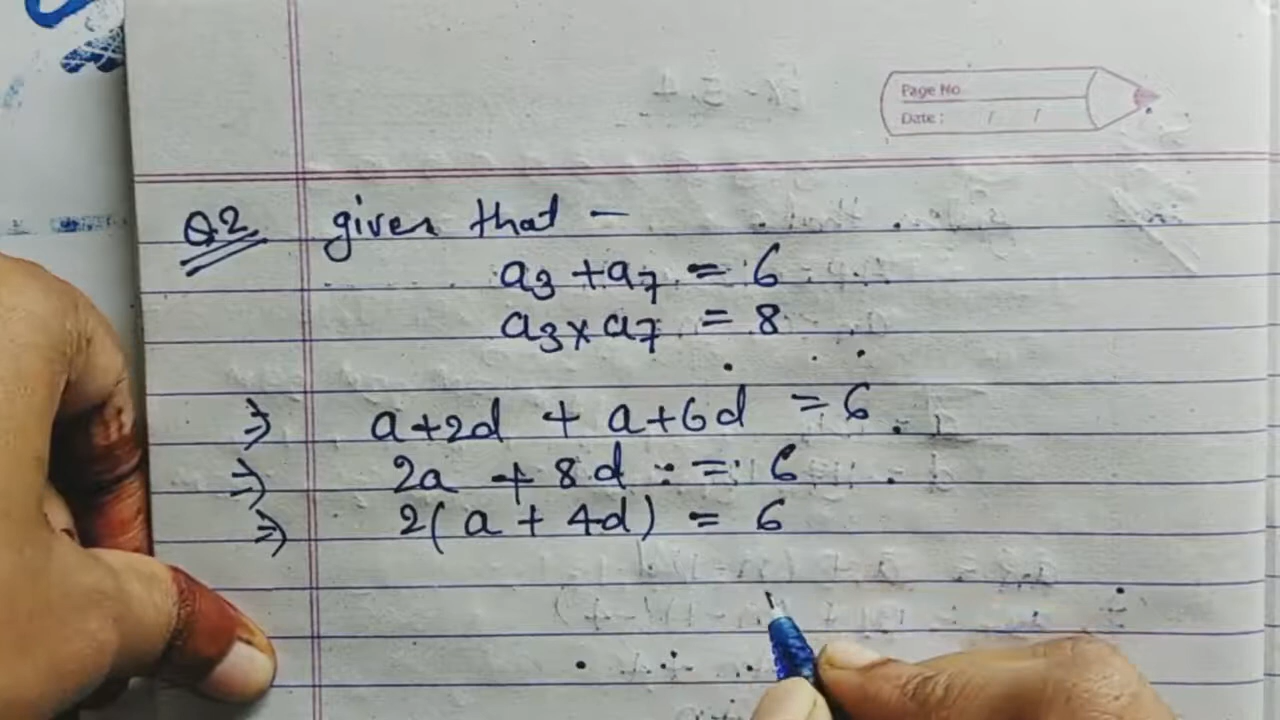 Page No
Date : / /
Q2 given that —
a₃ + a₇ = 6
a₃ × a₇ = 8
⇒ a+2d + a+6d = 6
⇒ 2a + 8d = 6
⇒ 2(a + 4d) = 6